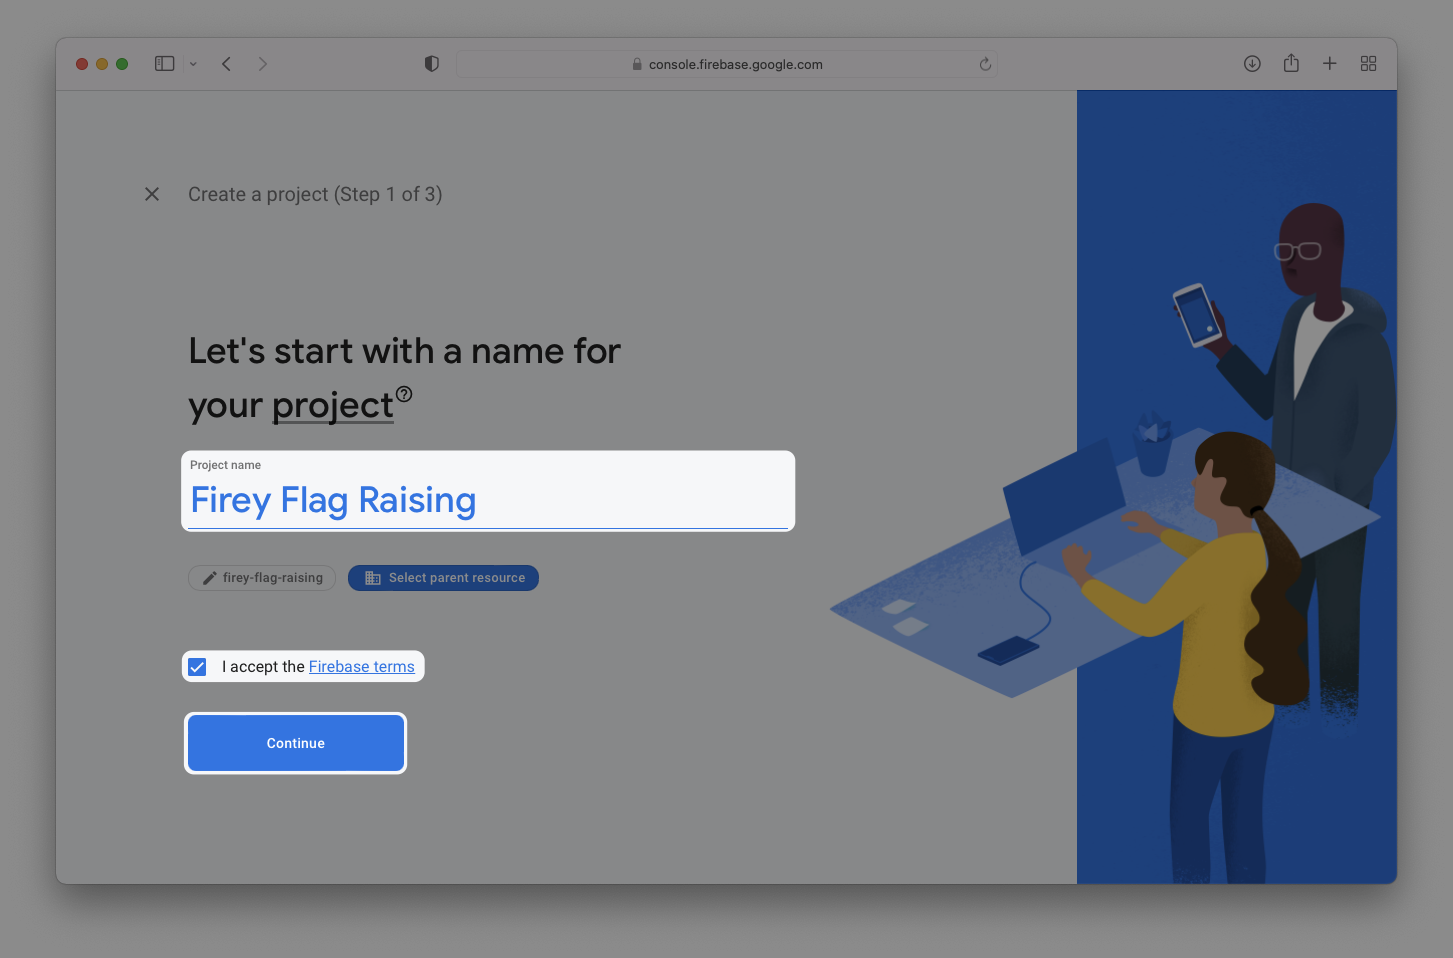 console.firebase.google.com
Create a project (Step 1 of 3)
Let's start with a name for
your project
Project name
Firey Flag Raising
firey-flag-raising
Select parent resource
I accept the Firebase terms
Continue